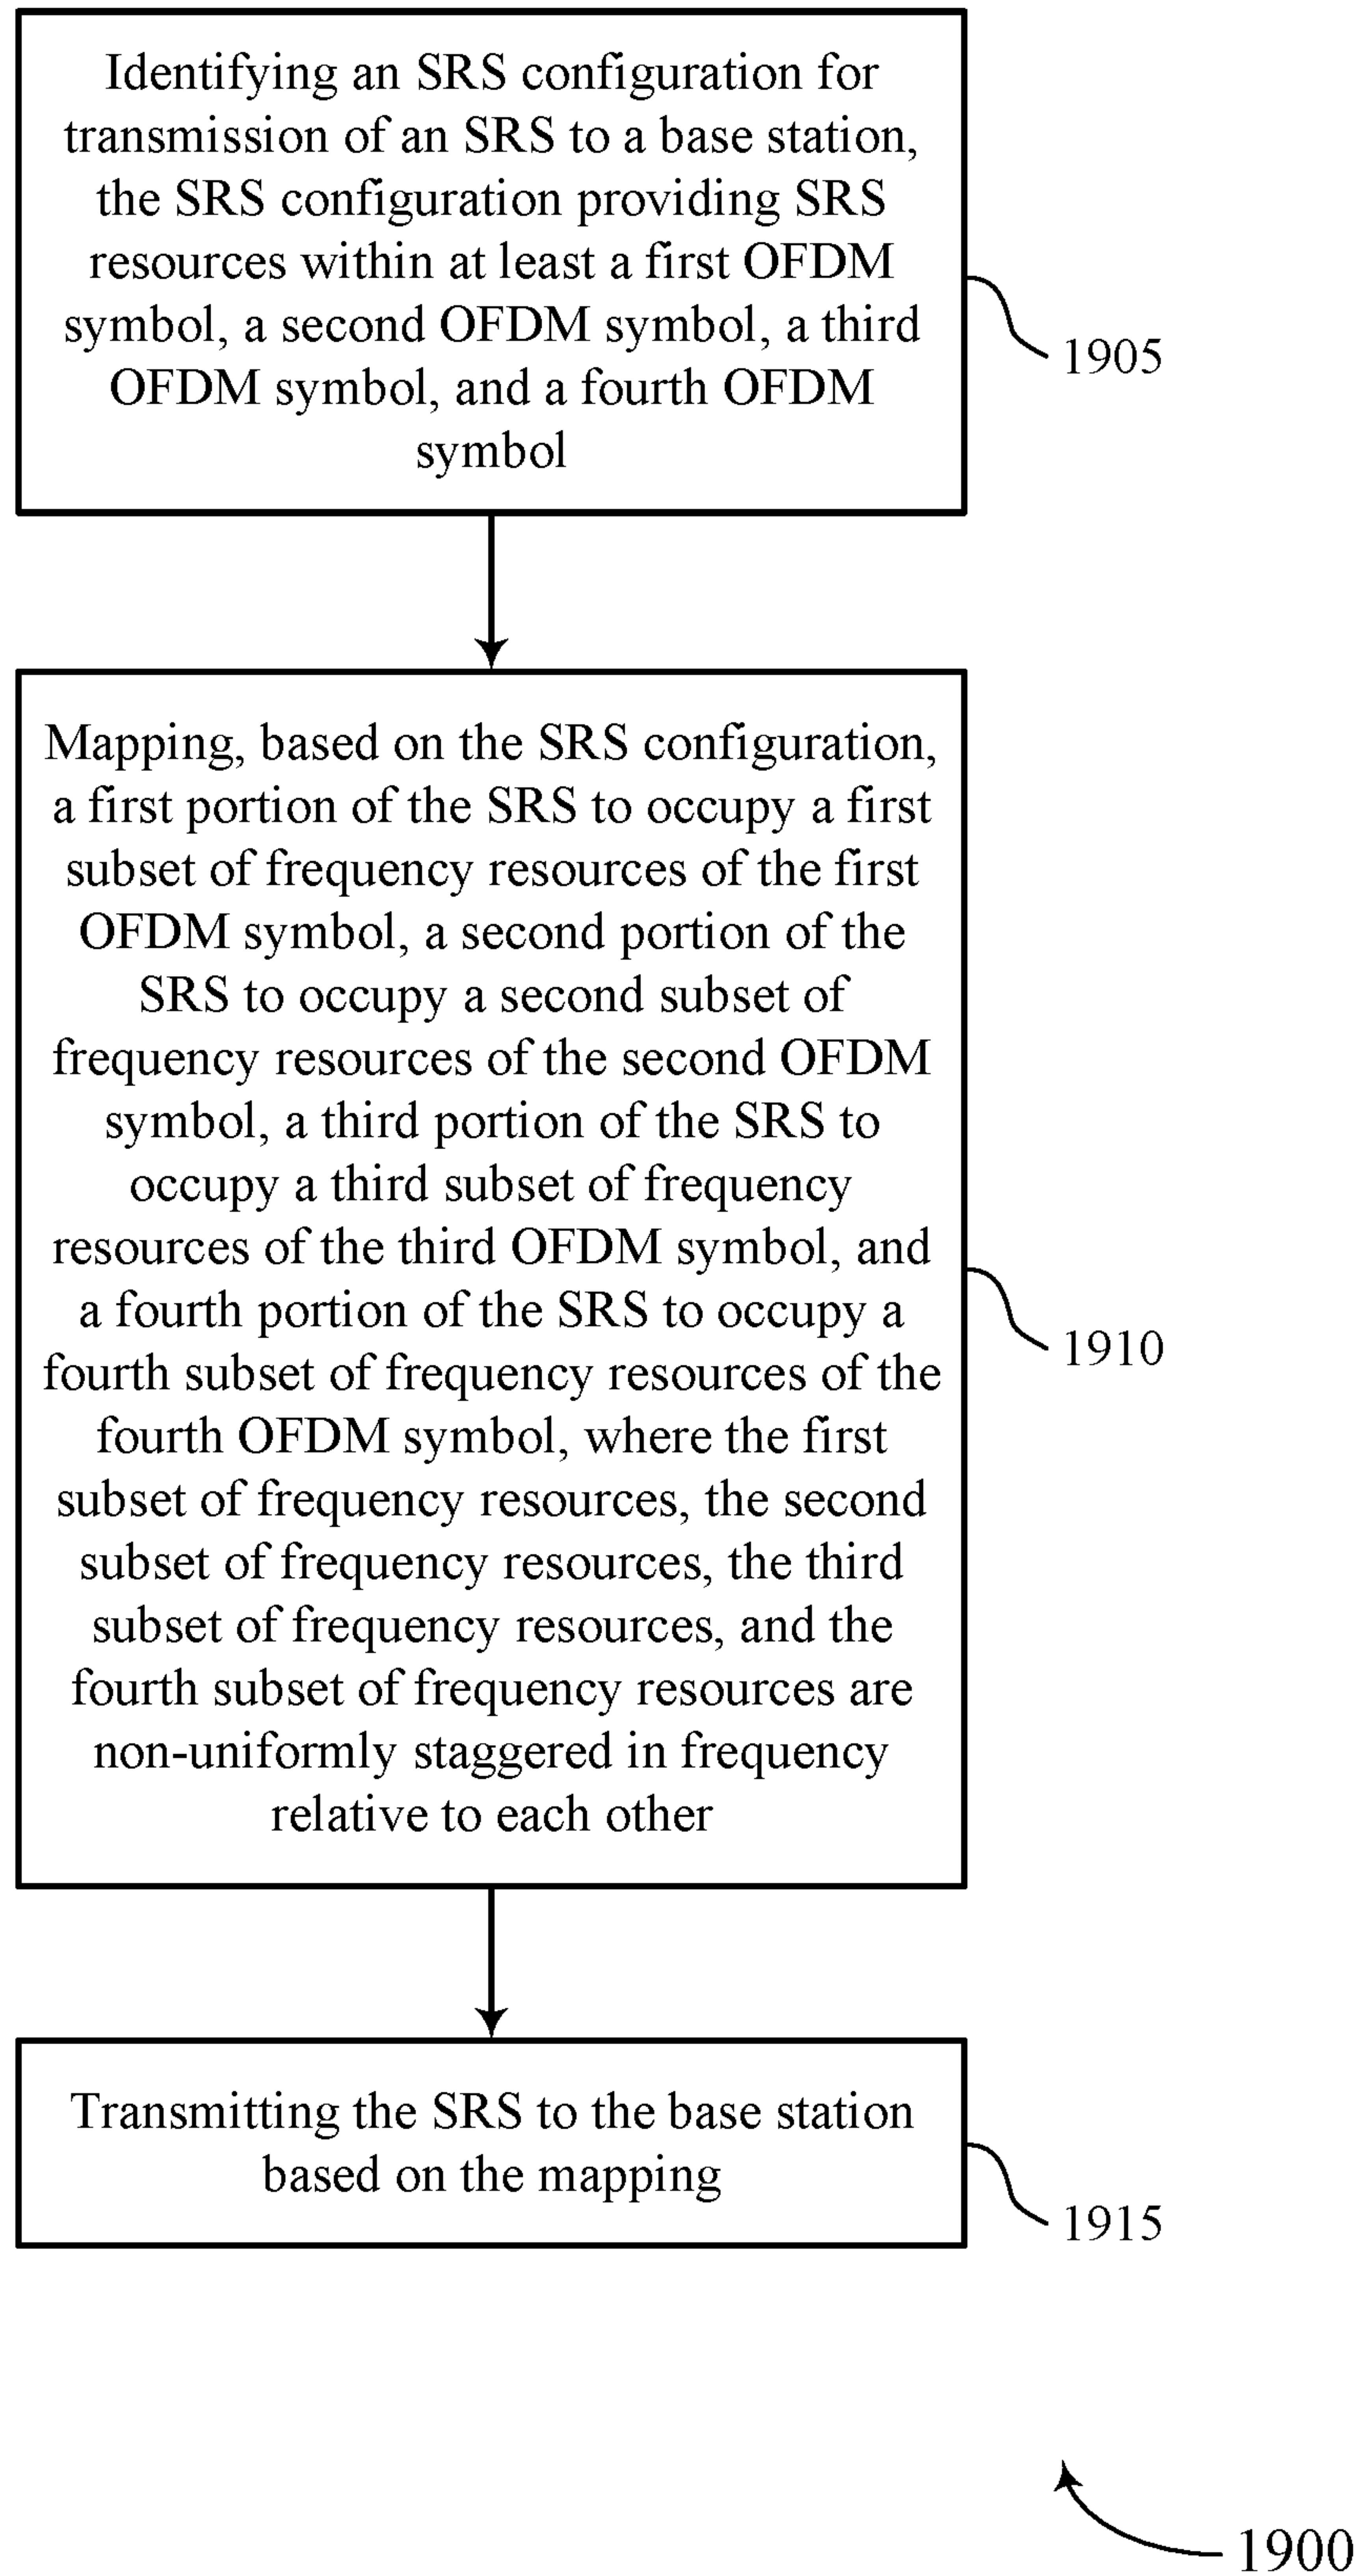 Identifying an SRS configuration for
transmission of an SRS to a base station,
the SRS configuration providing SRS
resources within at least a first OFDM
symbol, a second OFDM symbol, a third
OFDM symbol, and a fourth OFDM
symbol
1905
Mapping, based on the SRS configuration,
a first portion of the SRS to occupy a first
subset of frequency resources of the first
OFDM symbol, a second portion of the
SRS to occupy a second subset of
frequency resources of the second OFDM
symbol, a third portion of the SRS to
occupy a third subset of frequency
resources of the third OFDM symbol, and
a fourth portion of the SRS to occupy a
fourth subset of frequency resources of the
fourth OFDM symbol, where the first
subset of frequency resources, the second
subset of frequency resources, the third
subset of frequency resources, and the
fourth subset of frequency resources are
non-uniformly staggered in frequency
relative to each other
1910
Transmitting the SRS to the base station
based on the mapping
1915
1900